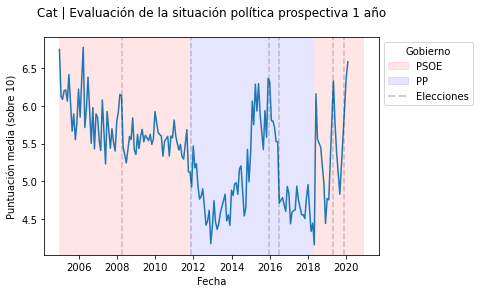 Cat | Evaluación de la situación política prospectiva 1 año
Puntuación media (sobre 10)
6.5
6.0
5.5
5.0
4.5
2006 2008 2010 2012 2014 2016 2018 2020
Fecha
Gobierno
PSOE
PP
Elecciones